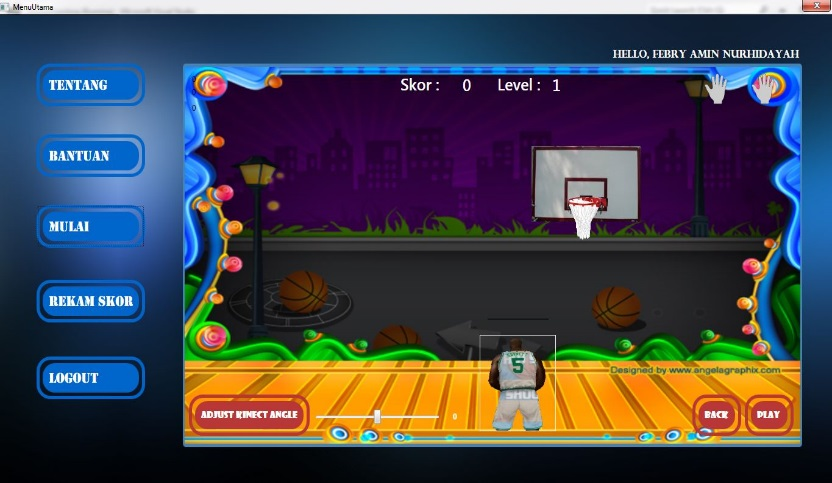 MenuUtama
HELLO, FEBRY AMIN NURHIDAYAH
TENTANG
BANTUAN
MULAI
REKAM SKOR
LOGOUT
Skor : 0 Level : 1
0
5
Designed by www.angelagraphix.com
ADJUST KINECT ANGLE
0
BACK
PLAY